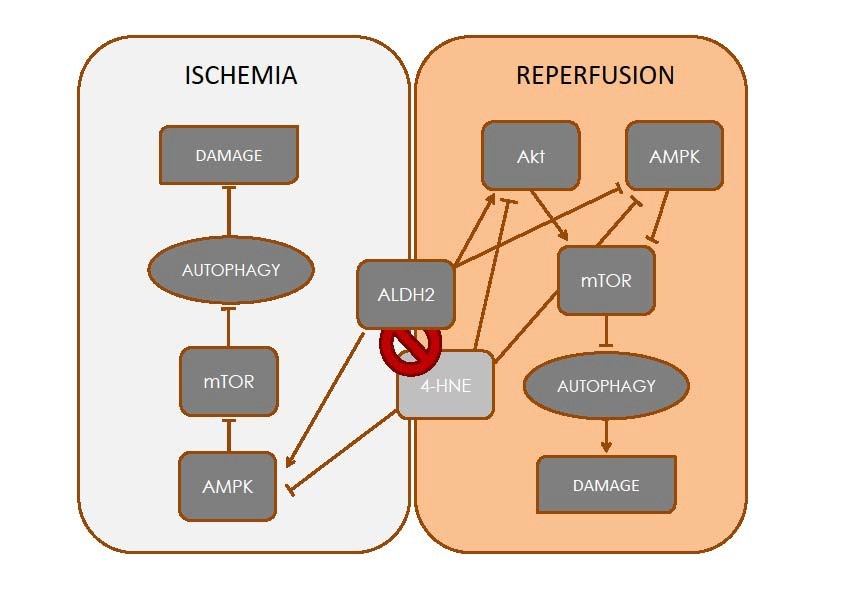 ISCHEMIA
DAMAGE
AUTOPHAGY
mTOR
AMPK
ALDH2
4-HNE
REPERFUSION
Akt
AMPK
mTOR
AUTOPHAGY
DAMAGE